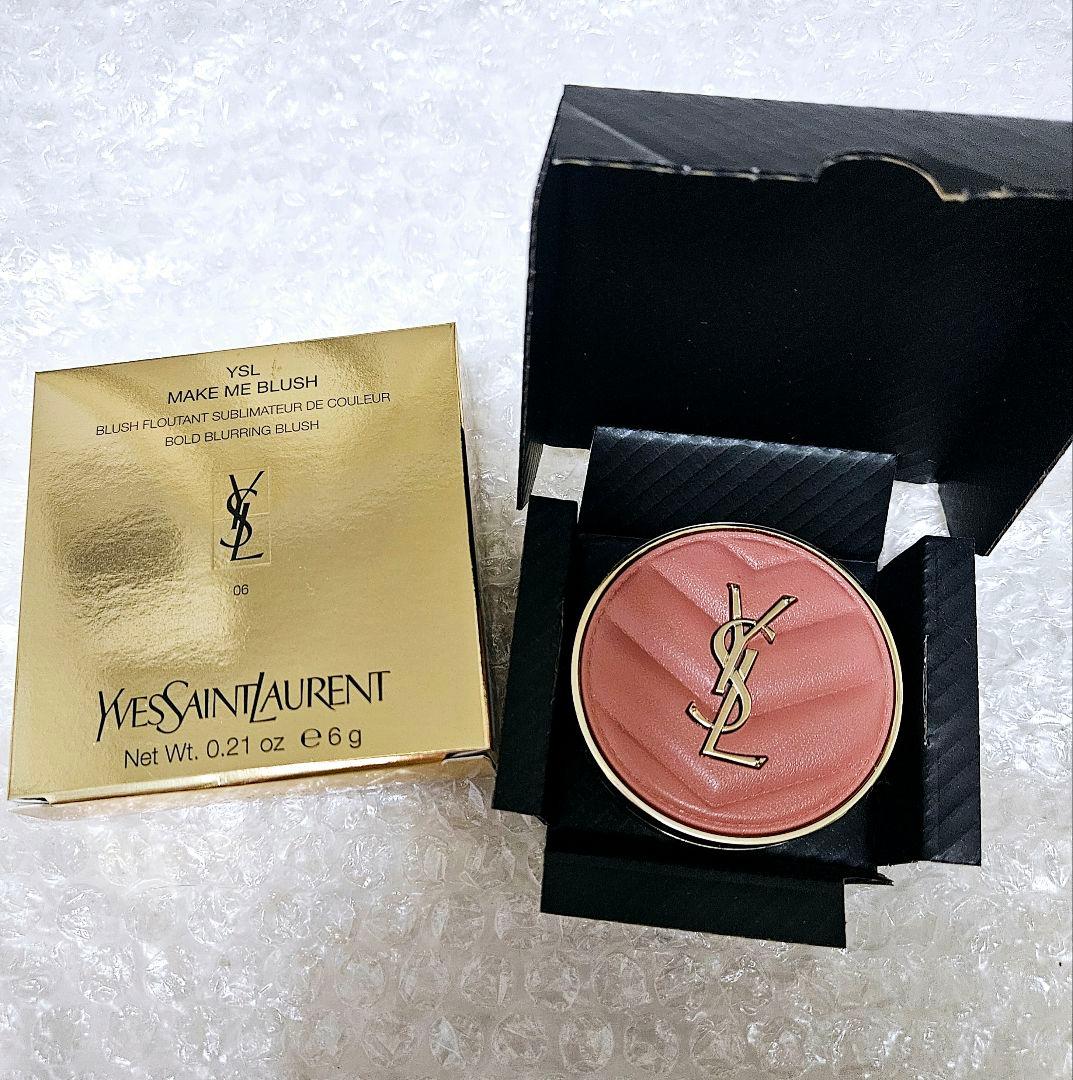 YSL
MAKE ME BLUSH
BLUSH FLOUTANT SUBLIMATEUR DE COULEUR
BOLD BLURRING BLUSH
YSL
06
YVESSAINTLAURENT
Net Wt. 0.21 oz ℮ 6 g
YSL